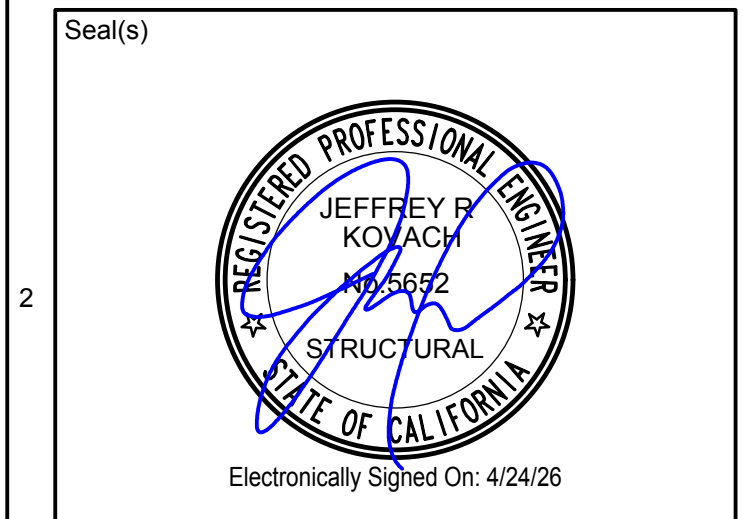 Seal(s)
REGISTERED PROFESSIONAL ENGINEER
JEFFREY R
KOVACH
No.5652
STRUCTURAL
STATE OF CALIFORNIA
Electronically Signed On: 4/24/26
2